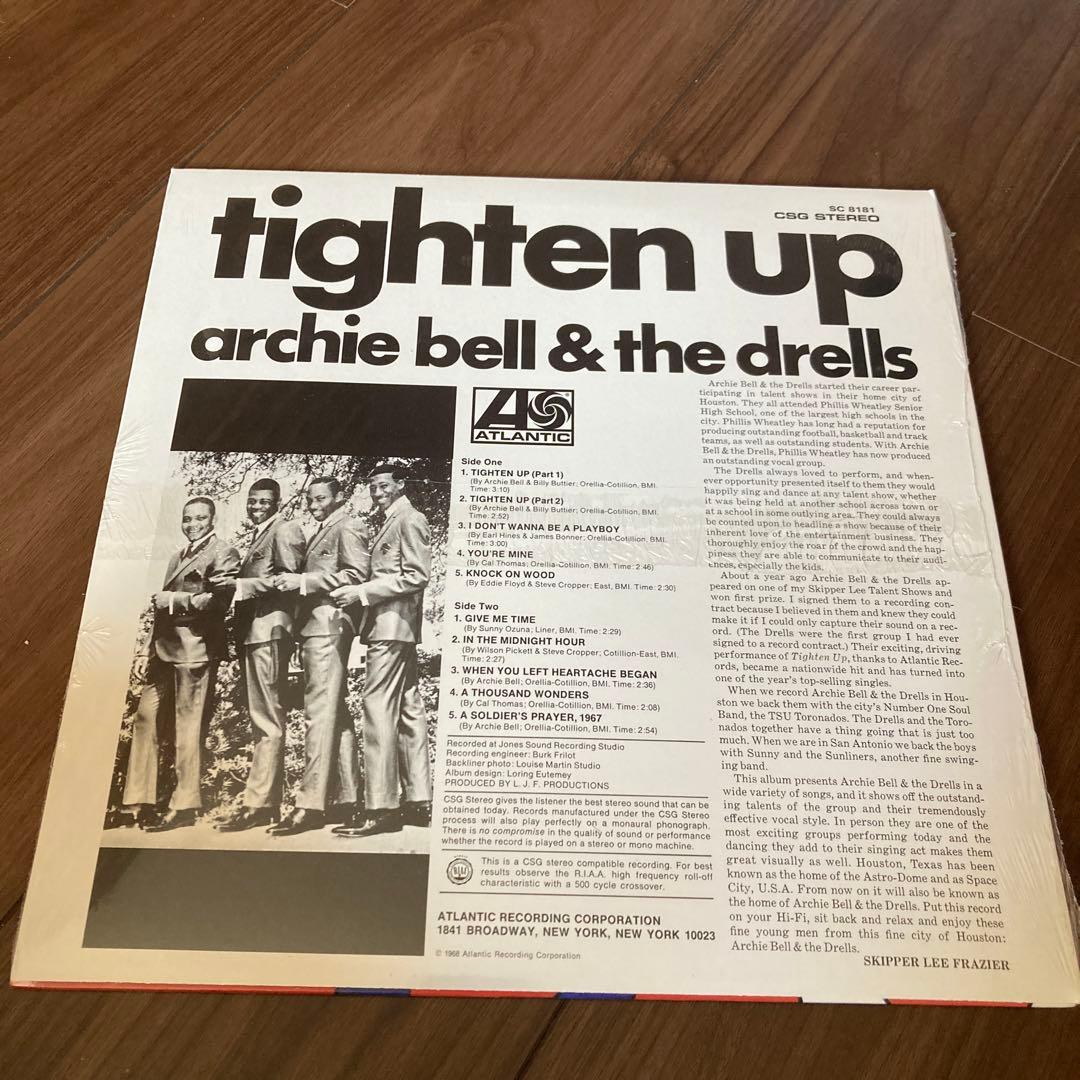 SC 8181
CSG STEREO
tighten up
archie bell & the drells
ATLANTIC
Side One
1. TIGHTEN UP (Part 1)
(By Archie Bell & Billy Buttier; Orellia-Cotillion, BMI.
Time: 3:10)
2. TIGHTEN UP (Part 2)
(By Archie Bell & Billy Buttier; Orellia-Cotillion, BMI.
Time: 2:52)
3. I DON'T WANNA BE A PLAYBOY
(By Earl Hines & James Bonner; Orellia-Cotillion, BMI.
Time: 3:00)
4. YOU'RE MINE
(By Cal Thomas; Orellia-Cotillion, BMI. Time: 2:46)
5. KNOCK ON WOOD
(By Eddie Floyd & Steve Cropper; East, BMI. Time: 2:30)
Side Two
1. GIVE ME TIME
(By Sunny Ozuna; Liner, BMI. Time: 2:29)
2. IN THE MIDNIGHT HOUR
(By Wilson Pickett & Steve Cropper; Cotillion-East, BMI.
Time: 2:27)
3. WHEN YOU LEFT HEARTACHE BEGAN
(By Archie Bell; Orellia-Cotillion, BMI. Time: 2:36)
4. A THOUSAND WONDERS
(By Cal Thomas; Orellia-Cotillion, BMI. Time: 2:08)
5. A SOLDIER'S PRAYER, 1967
(By Archie Bell; Orellia-Cotillion, BMI. Time: 2:54)
Recorded at Jones Sound Recording Studio
Recording engineer: Burk Frilot
Backliner photo: Louise Martin Studio
Album design: Loring Eutemey
PRODUCED BY L. J. F. PRODUCTIONS
CSG Stereo gives the listener the best stereo sound that can be
obtained today. Records manufactured under the CSG Stereo
process will also play perfectly on a monaural phonograph.
There is no compromise in the quality of sound or performance
whether the record is played on a stereo or mono machine.
This is a CSG stereo compatible recording. For best
results observe the R.I.A.A. high frequency roll-off
characteristic with a 500 cycle crossover.
ATLANTIC RECORDING CORPORATION
1841 BROADWAY, NEW YORK, NEW YORK 10023
© 1968 Atlantic Recording Corporation
Archie Bell & the Drells started their career par-
ticipating in talent shows in their home city of
Houston. They all attended Phillis Wheatley Senior
High School, one of the largest high schools in the
city. Phillis Wheatley has long had a reputation for
producing outstanding football, basketball and track
teams, as well as outstanding students. With Archie
Bell & the Drells, Phillis Wheatley has now produced
an outstanding vocal group.
The Drells always loved to perform, and when-
ever opportunity presented itself to them they would
happily sing and dance at any talent show, whether
it was being held at another school across town or
at a school in some outlying area. They could always
be counted upon to headline a show because of their
inherent love of the entertainment business. They
thoroughly enjoy the roar of the crowd and the hap-
piness they are able to communicate to their audi-
ences, especially the kids.
About a year ago Archie Bell & the Drells ap-
peared on one of my Skipper Lee Talent Shows and
won first prize. I signed them to a recording con-
tract because I believed in them and knew they could
make it if I could only capture their sound on a rec-
ord. (The Drells were the first group I had ever
signed to a record contract.) Their exciting, driving
performance of Tighten Up, thanks to Atlantic Rec-
ords, became a nationwide hit and has turned into
one of the year's top-selling singles.
When we record Archie Bell & the Drells in Hou-
ston we back them with the city's Number One Soul
Band, the TSU Toronados. The Drells and the Toro-
nados together have a thing going that is just too
much. When we are in San Antonio we back the boys
with Sunny and the Sunliners, another fine swing-
ing band.
This album presents Archie Bell & the Drells in a
wide variety of songs, and it shows off the outstand-
ing talents of the group and their tremendously
effective vocal style. In person they are one of the
most exciting groups performing today and the
dancing they add to their singing act makes them
great visually as well. Houston, Texas has been
known as the home of the Astro-Dome and as Space
City, U.S.A. From now on it will also be known as
the home of Archie Bell & the Drells. Put this record
on your Hi-Fi, sit back and relax and enjoy these
fine young men from this fine city of Houston:
Archie Bell & the Drells.
SKIPPER LEE FRAZIER